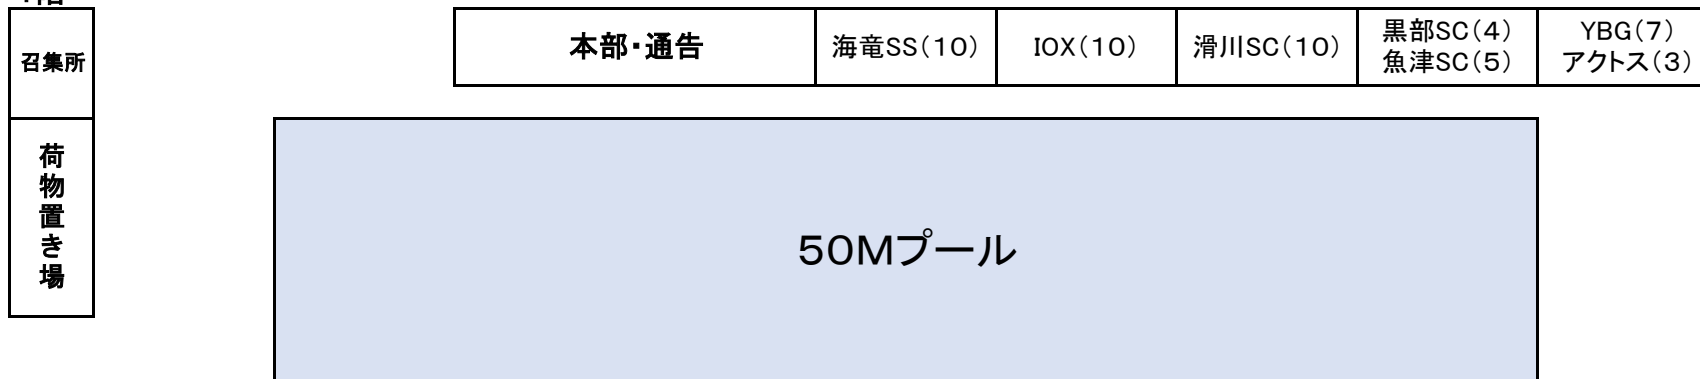 召集所
本部・通告
海竜SS(10)
IOX(10)
滑川SC(10)
黒部SC(4)
魚津SC(5)
YBG(7)
アクトス(3)
荷物置き場
50Mプール